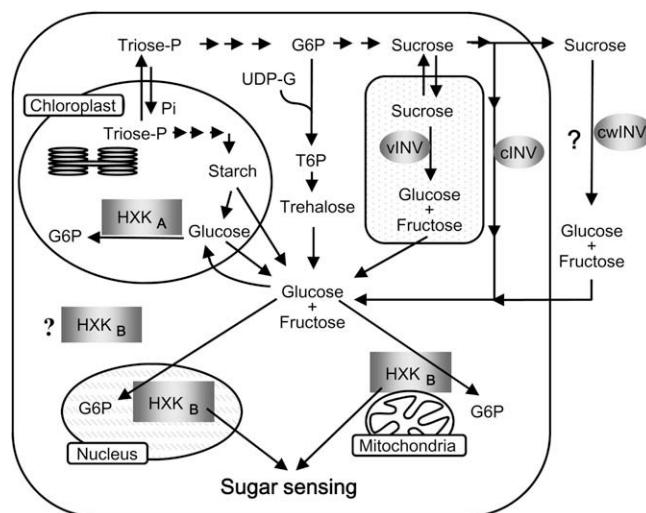 Triose-P
G6P
Sucrose
Sucrose
UDP-G
Chloroplast
Pi
Triose-P
Sucrose
?
cwINV
vINV
cINV
T6P
Starch
Glucose
+
Fructose
HXK A
Trehalose
G6P
Glucose
Glucose
+
Fructose
Glucose
+
Fructose
? HXK B
HXK B
G6P
HXK B
G6P
Nucleus
Mitochondria
Sugar sensing